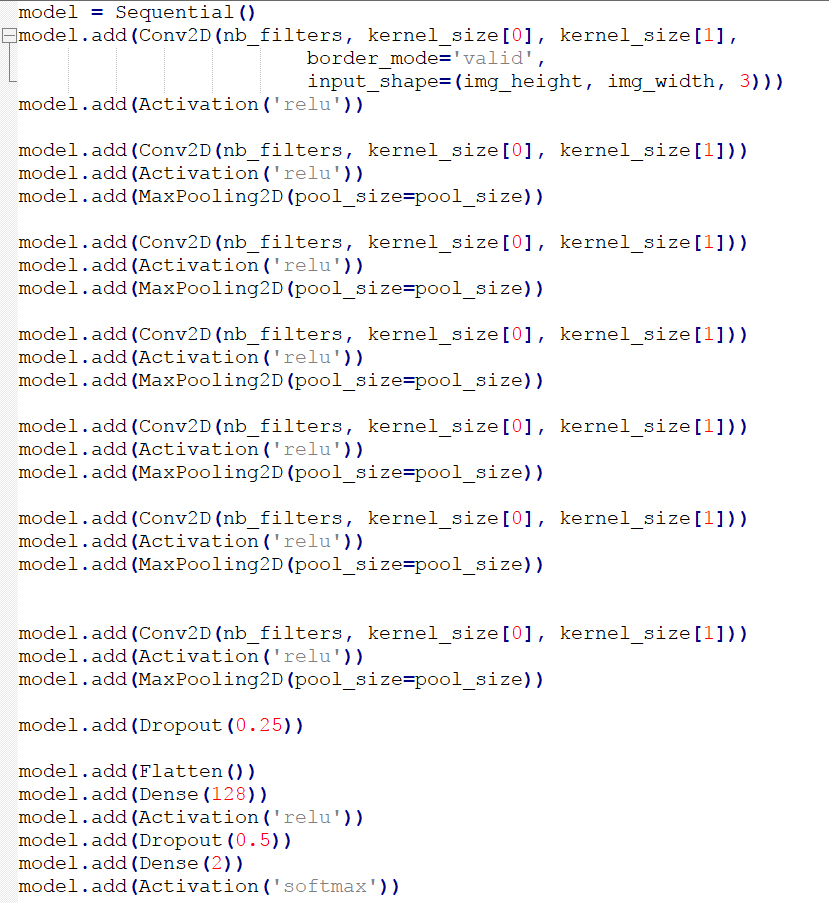 model = Sequential()
model.add(Conv2D(nb_filters, kernel_size[0], kernel_size[1],
                        border_mode='valid',
                        input_shape=(img_height, img_width, 3)))
model.add(Activation('relu'))

model.add(Conv2D(nb_filters, kernel_size[0], kernel_size[1]))
model.add(Activation('relu'))
model.add(MaxPooling2D(pool_size=pool_size))

model.add(Conv2D(nb_filters, kernel_size[0], kernel_size[1]))
model.add(Activation('relu'))
model.add(MaxPooling2D(pool_size=pool_size))

model.add(Conv2D(nb_filters, kernel_size[0], kernel_size[1]))
model.add(Activation('relu'))
model.add(MaxPooling2D(pool_size=pool_size))

model.add(Conv2D(nb_filters, kernel_size[0], kernel_size[1]))
model.add(Activation('relu'))
model.add(MaxPooling2D(pool_size=pool_size))

model.add(Conv2D(nb_filters, kernel_size[0], kernel_size[1]))
model.add(Activation('relu'))
model.add(MaxPooling2D(pool_size=pool_size))


model.add(Conv2D(nb_filters, kernel_size[0], kernel_size[1]))
model.add(Activation('relu'))
model.add(MaxPooling2D(pool_size=pool_size))

model.add(Dropout(0.25))

model.add(Flatten())
model.add(Dense(128))
model.add(Activation('relu'))
model.add(Dropout(0.5))
model.add(Dense(2))
model.add(Activation('softmax'))